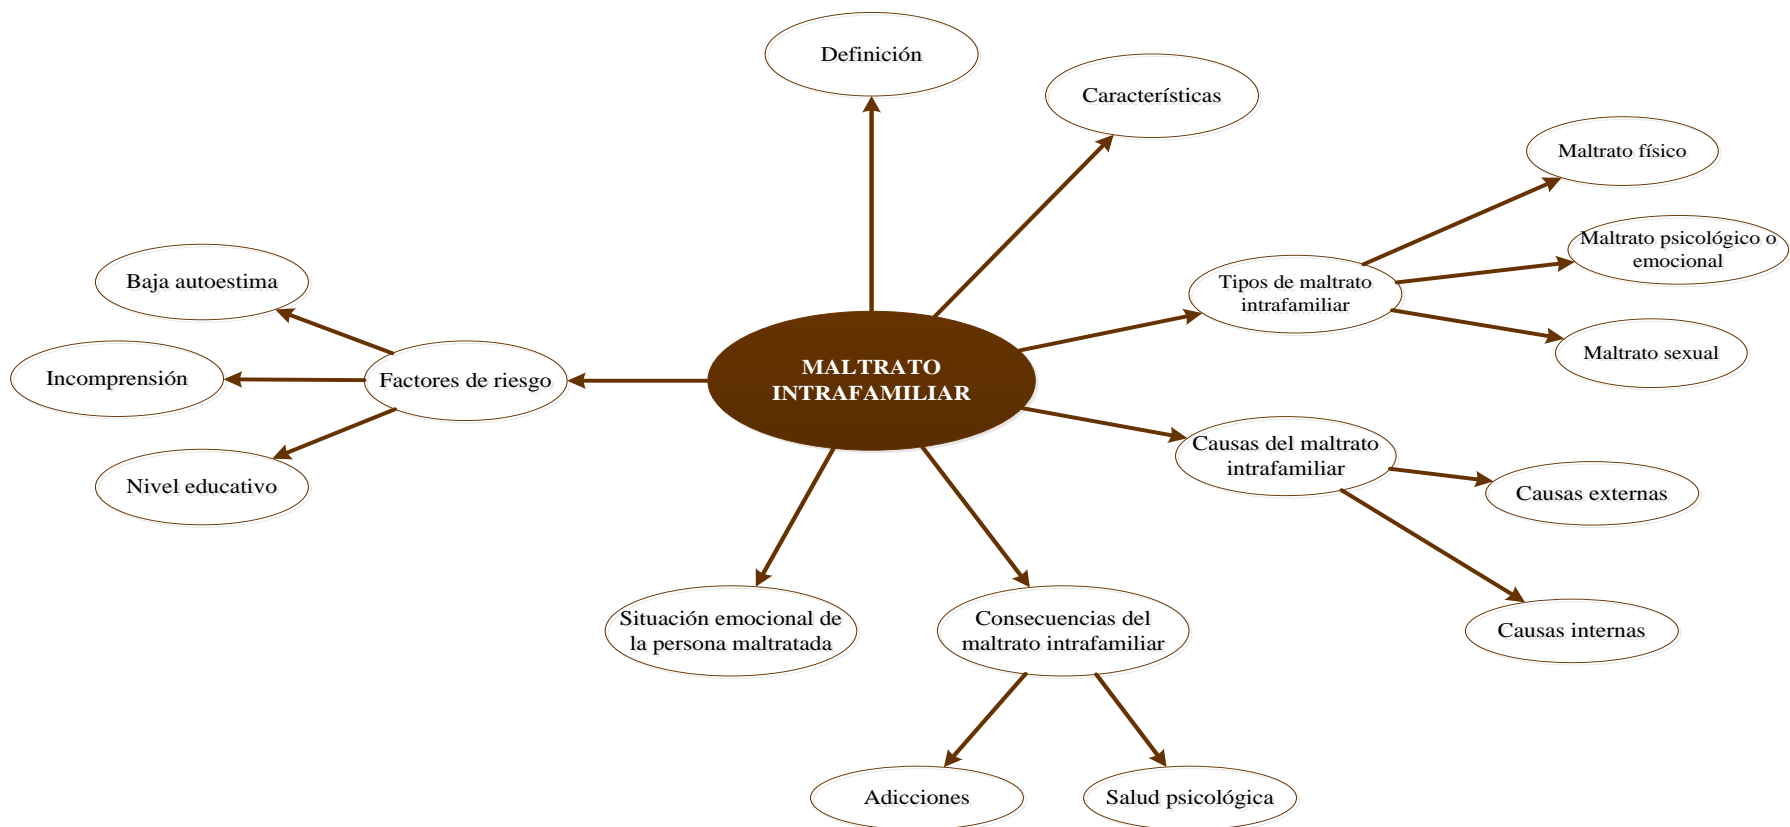 Definición
Características
Maltrato físico
Maltrato psicológico o
emocional
Tipos de maltrato
intrafamiliar
Maltrato sexual
Baja autoestima
Incomprensión
Factores de riesgo
Nivel educativo
MALTRATO
INTRAFAMILIAR
Causas del maltrato
intrafamiliar
Causas externas
Causas internas
Situación emocional de
la persona maltratada
Consecuencias del
maltrato intrafamiliar
Adicciones
Salud psicológica